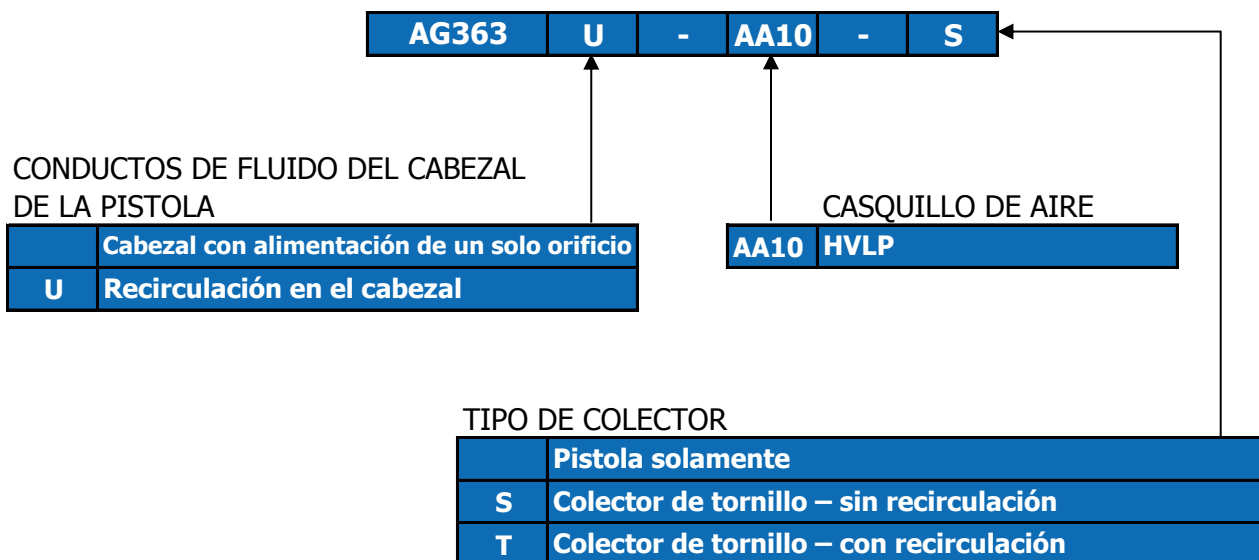 AG363 U - AA10 - S
CONDUCTOS DE FLUIDO DEL CABEZAL
DE LA PISTOLA
Cabezal con alimentación de un solo orificio
U Recirculación en el cabezal
CASQUILLO DE AIRE
AA10 HVLP
TIPO DE COLECTOR
Pistola solamente
S Colector de tornillo – sin recirculación
T Colector de tornillo – con recirculación